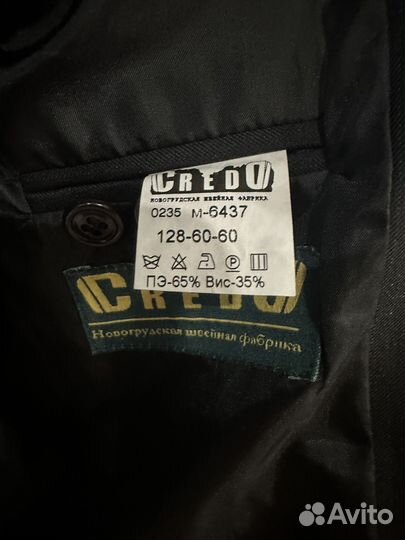 CREDO
НОВОГРУДСКАЯ ШВЕЙНАЯ ФАБРИКА
0235 М-6437
128-60-60
ПЭ-65% Вис-35%
CREDO
Новогрудская швейная фабрика
Avito